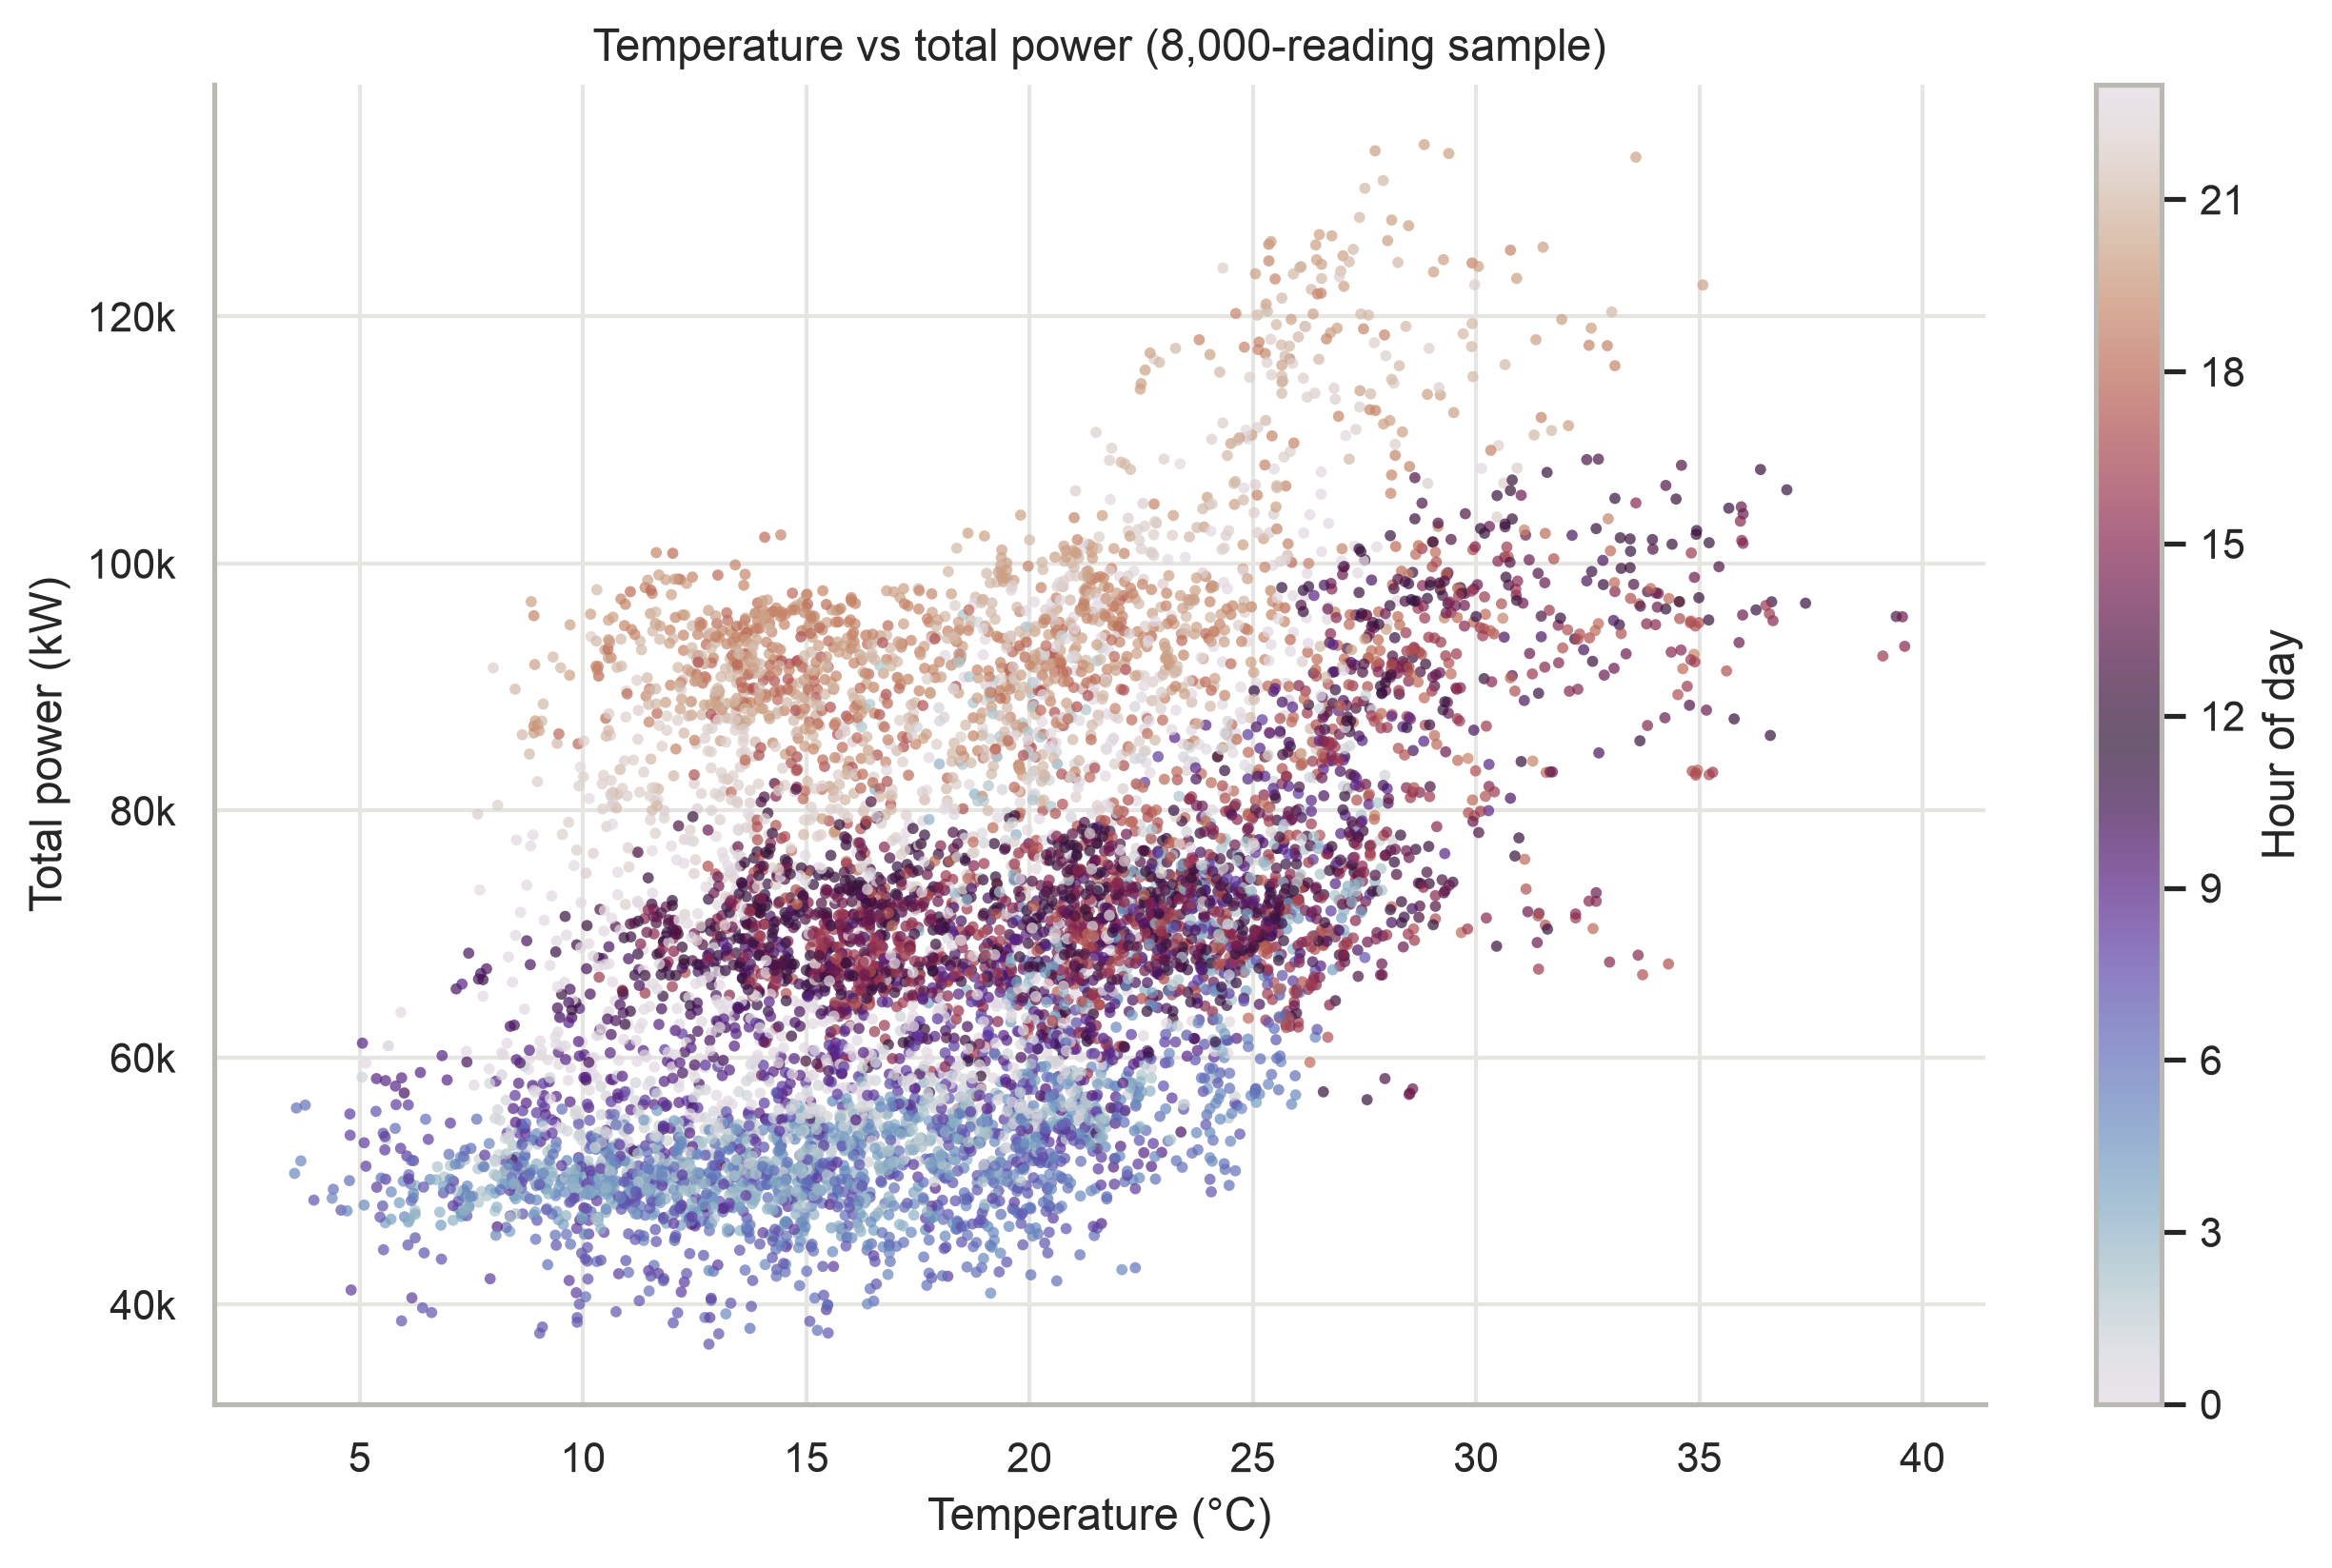 Temperature vs total power (8,000-reading sample)
Total power (kW)
120k
100k
80k
60k
40k
5 10 15 20 25 30 35 40
Temperature (°C)
21
18
15
12
9
6
3
0
Hour of day